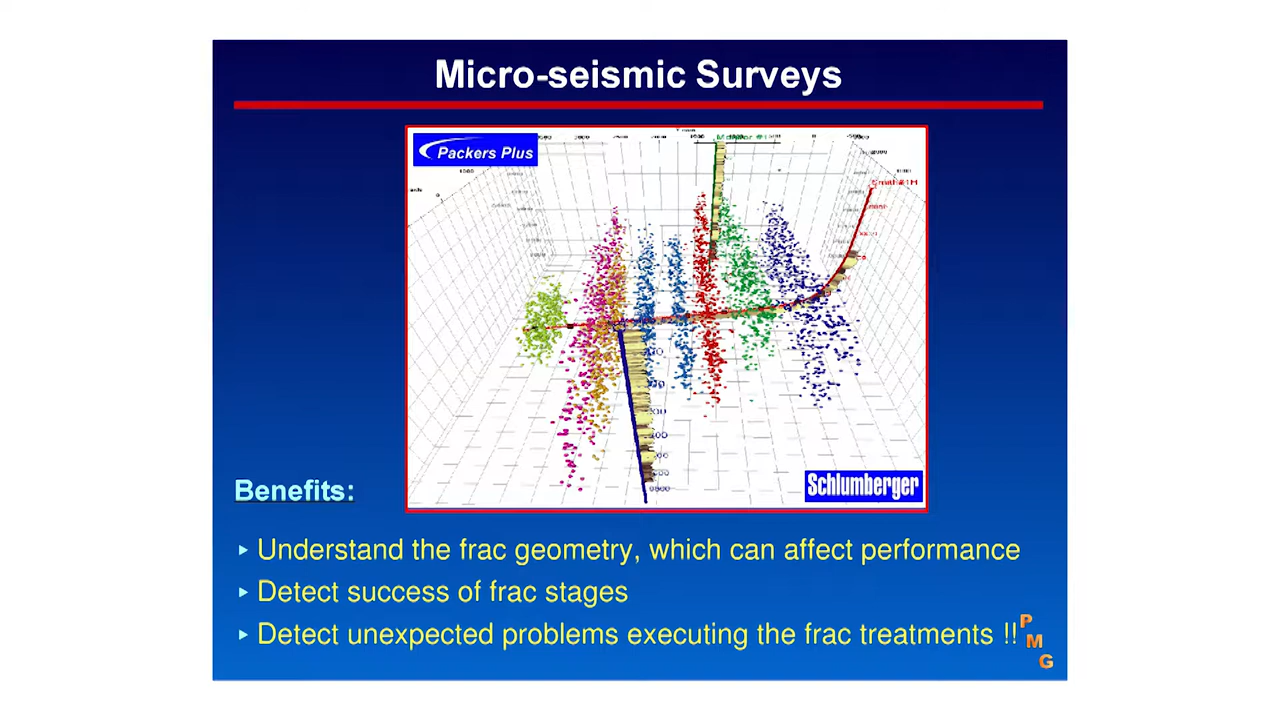 Micro-seismic Surveys
Packers Plus
Schlumberger
Benefits:
▸ Understand the frac geometry, which can affect performance
▸ Detect success of frac stages
▸ Detect unexpected problems executing the frac treatments !!
P
M
G